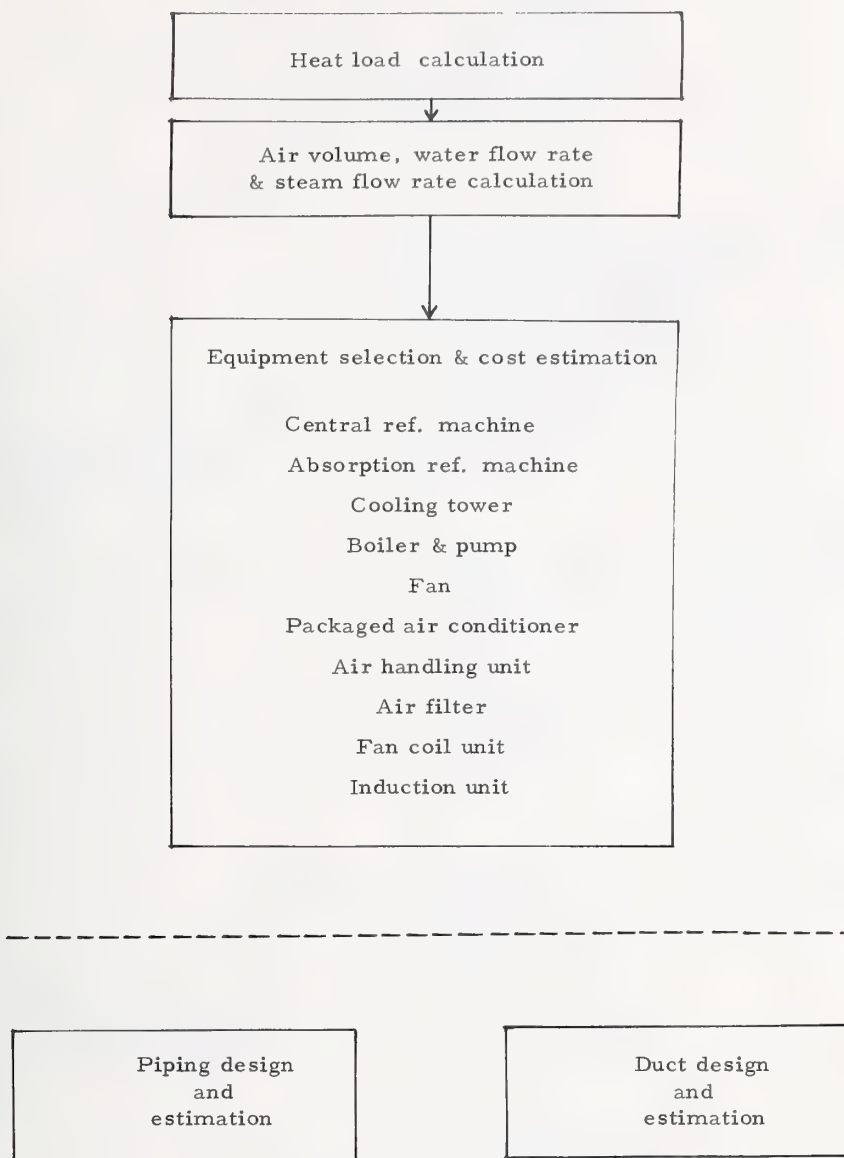 Heat load calculation
Air volume, water flow rate
& steam flow rate calculation
Equipment selection & cost estimation
Central ref. machine
Absorption ref. machine
Cooling tower
Boiler & pump
Fan
Packaged air conditioner
Air handling unit
Air filter
Fan coil unit
Induction unit
Piping design
and
estimation
Duct design
and
estimation